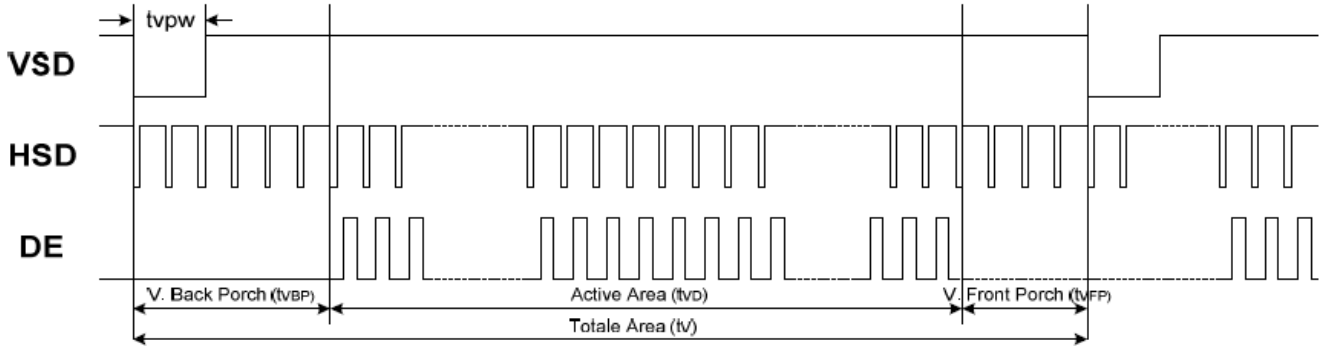 tvpw
VSD
HSD
DE
V. Back Porch (tVBP)
Active Area (tVD)
V. Front Porch (tVFP)
Totale Area (tV)